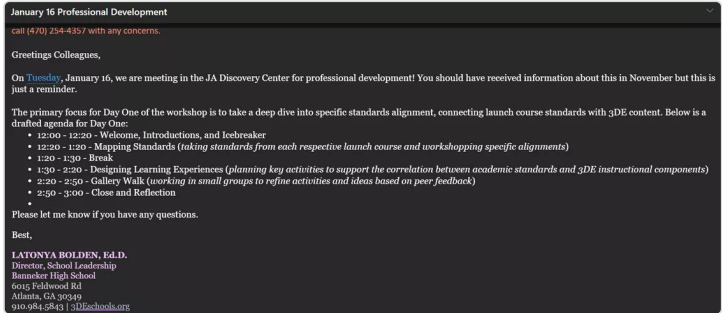 January 16 Professional Development
call (470) 254-4357 with any concerns.
Greetings Colleagues,
On Tuesday, January 16, we are meeting in the JA Discovery Center for professional development! You should have received information about this in November but this is
just a reminder.
The primary focus for Day One of the workshop is to take a deep dive into specific standards alignment, connecting launch course standards with 3DE content. Below is a
drafted agenda for Day One:
• 12:00 - 12:20 - Welcome, Introductions, and Icebreaker
• 12:20 - 1:20 - Mapping Standards (taking standards from each respective launch course and workshopping specific alignments)
• 1:20 - 1:30 - Break
• 1:30 - 2:20 - Designing Learning Experiences (planning key activities to support the correlation between academic standards and 3DE instructional components)
• 2:20 - 2:50 - Gallery Walk (working in small groups to refine activities and ideas based on peer feedback)
• 2:50 - 3:00 - Close and Reflection
•
Please let me know if you have any questions.
Best,
LATONYA BOLDEN, Ed.D.
Director, School Leadership
Banneker High School
6015 Feldwood Rd
Atlanta, GA 30349
910.984.5843 | 3DEschools.org